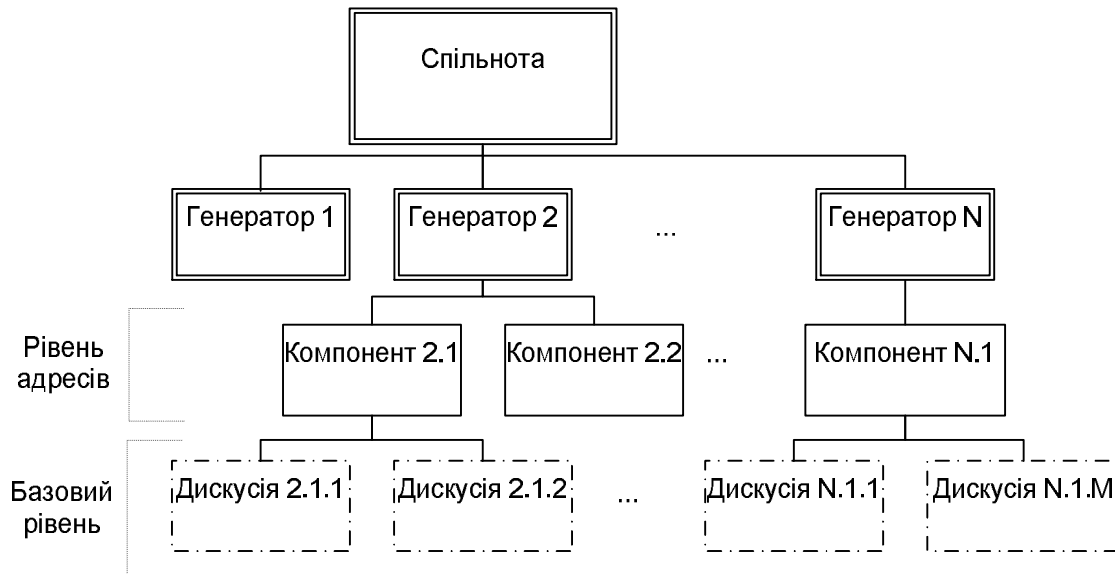 Спільнота
Генератор 1
Генератор 2
...
Генератор N
Рівень
адресів
Компонент 2.1
Компонент 2.2
...
Компонент N.1
Базовий
рівень
Дискусія 2.1.1
Дискусія 2.1.2
...
Дискусія N.1.1
Дискусія N.1.M